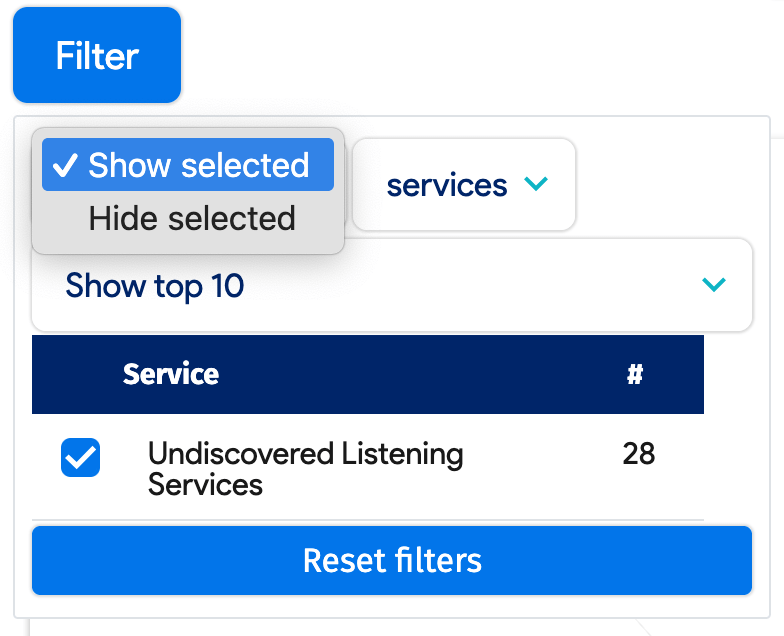 Filter
✓ Show selected
Hide selected
services
Show top 10
Service #
Undiscovered Listening 28
Services
Reset filters